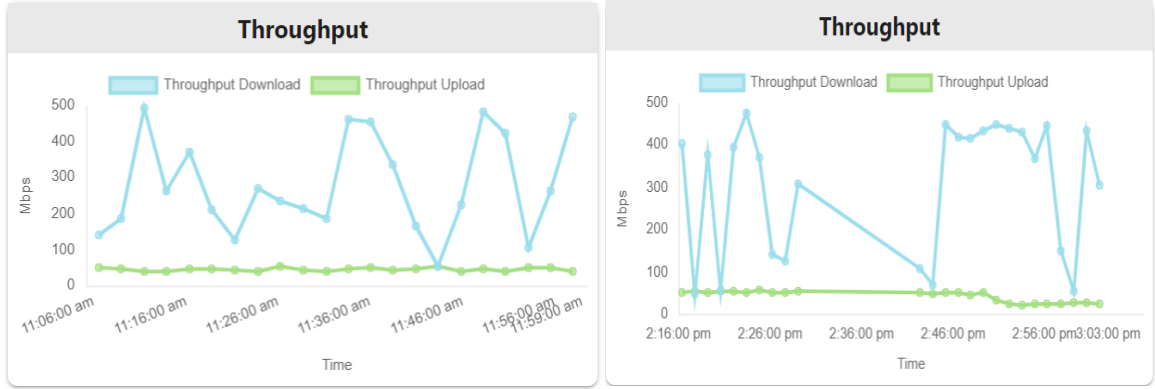 Throughput
Throughput Download Throughput Upload
500
400
300
200
100
0
Mbps
11:06:00 am 11:16:00 am 11:26:00 am 11:36:00 am 11:46:00 am 11:56:00 am 11:59:00 am
Time
Throughput
Throughput Download Throughput Upload
500
400
300
200
100
0
Mbps
2:16:00 pm 2:26:00 pm 2:36:00 pm 2:46:00 pm 2:56:00 pm 3:03:00 pm
Time